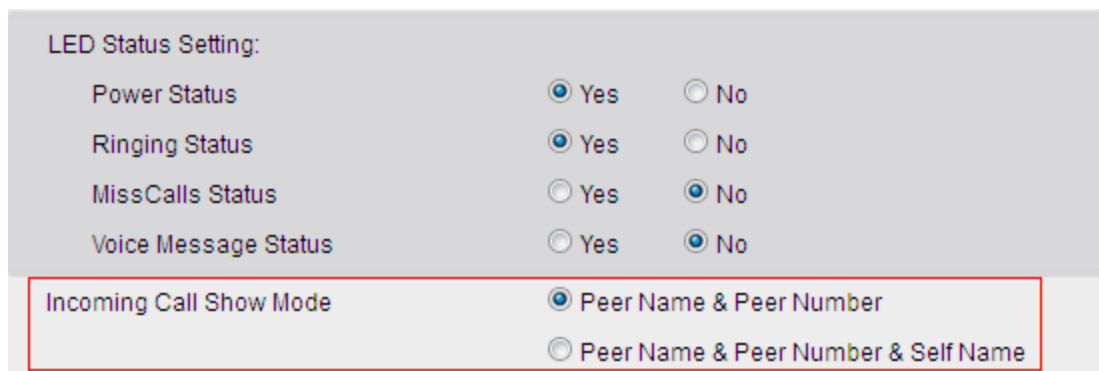 LED Status Setting:
Power Status Yes No
Ringing Status Yes No
MissCalls Status Yes No
Voice Message Status Yes No
Incoming Call Show Mode Peer Name & Peer Number
Peer Name & Peer Number & Self Name